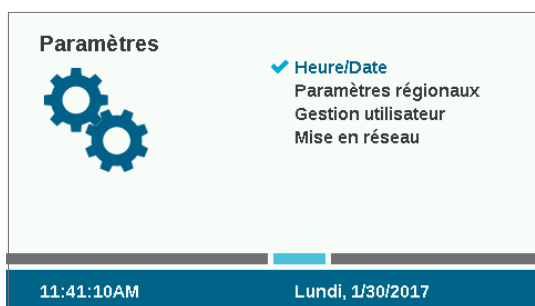 Paramètres
Heure/Date
Paramètres régionaux
Gestion utilisateur
Mise en réseau
11:41:10AM Lundi, 1/30/2017